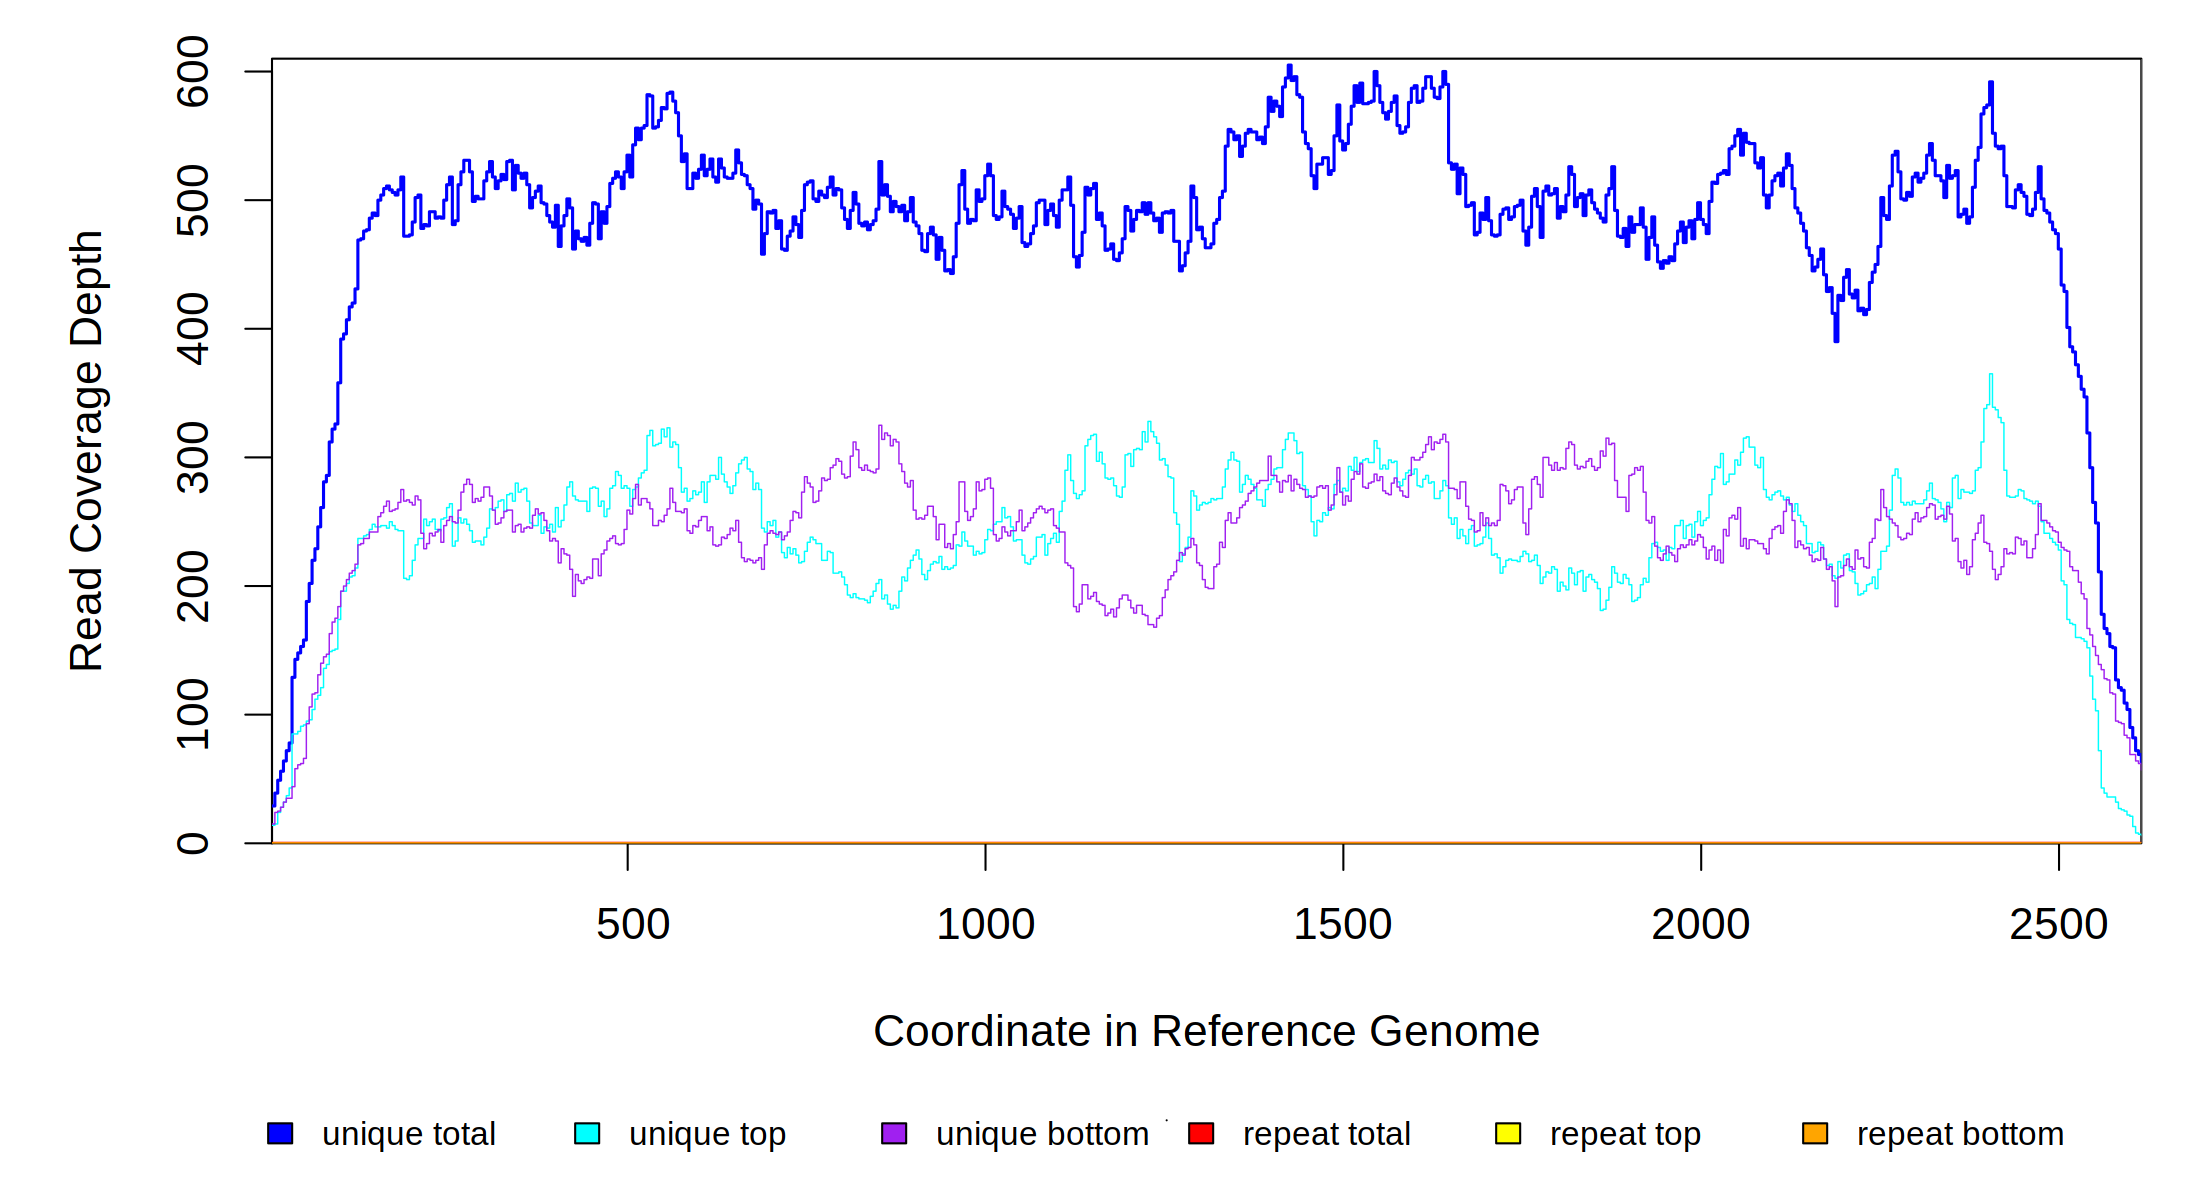 600
500
400
300
200
100
0
Read Coverage Depth
500 1000 1500 2000 2500
Coordinate in Reference Genome
unique total unique top unique bottom repeat total repeat top repeat bottom